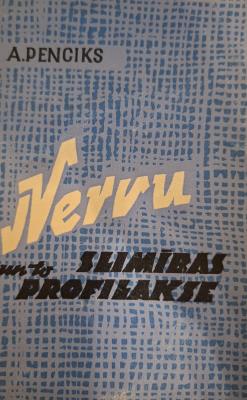 A.PENCIKS
Nervu
SLIMĪBAS
un to
PROFILAKSE